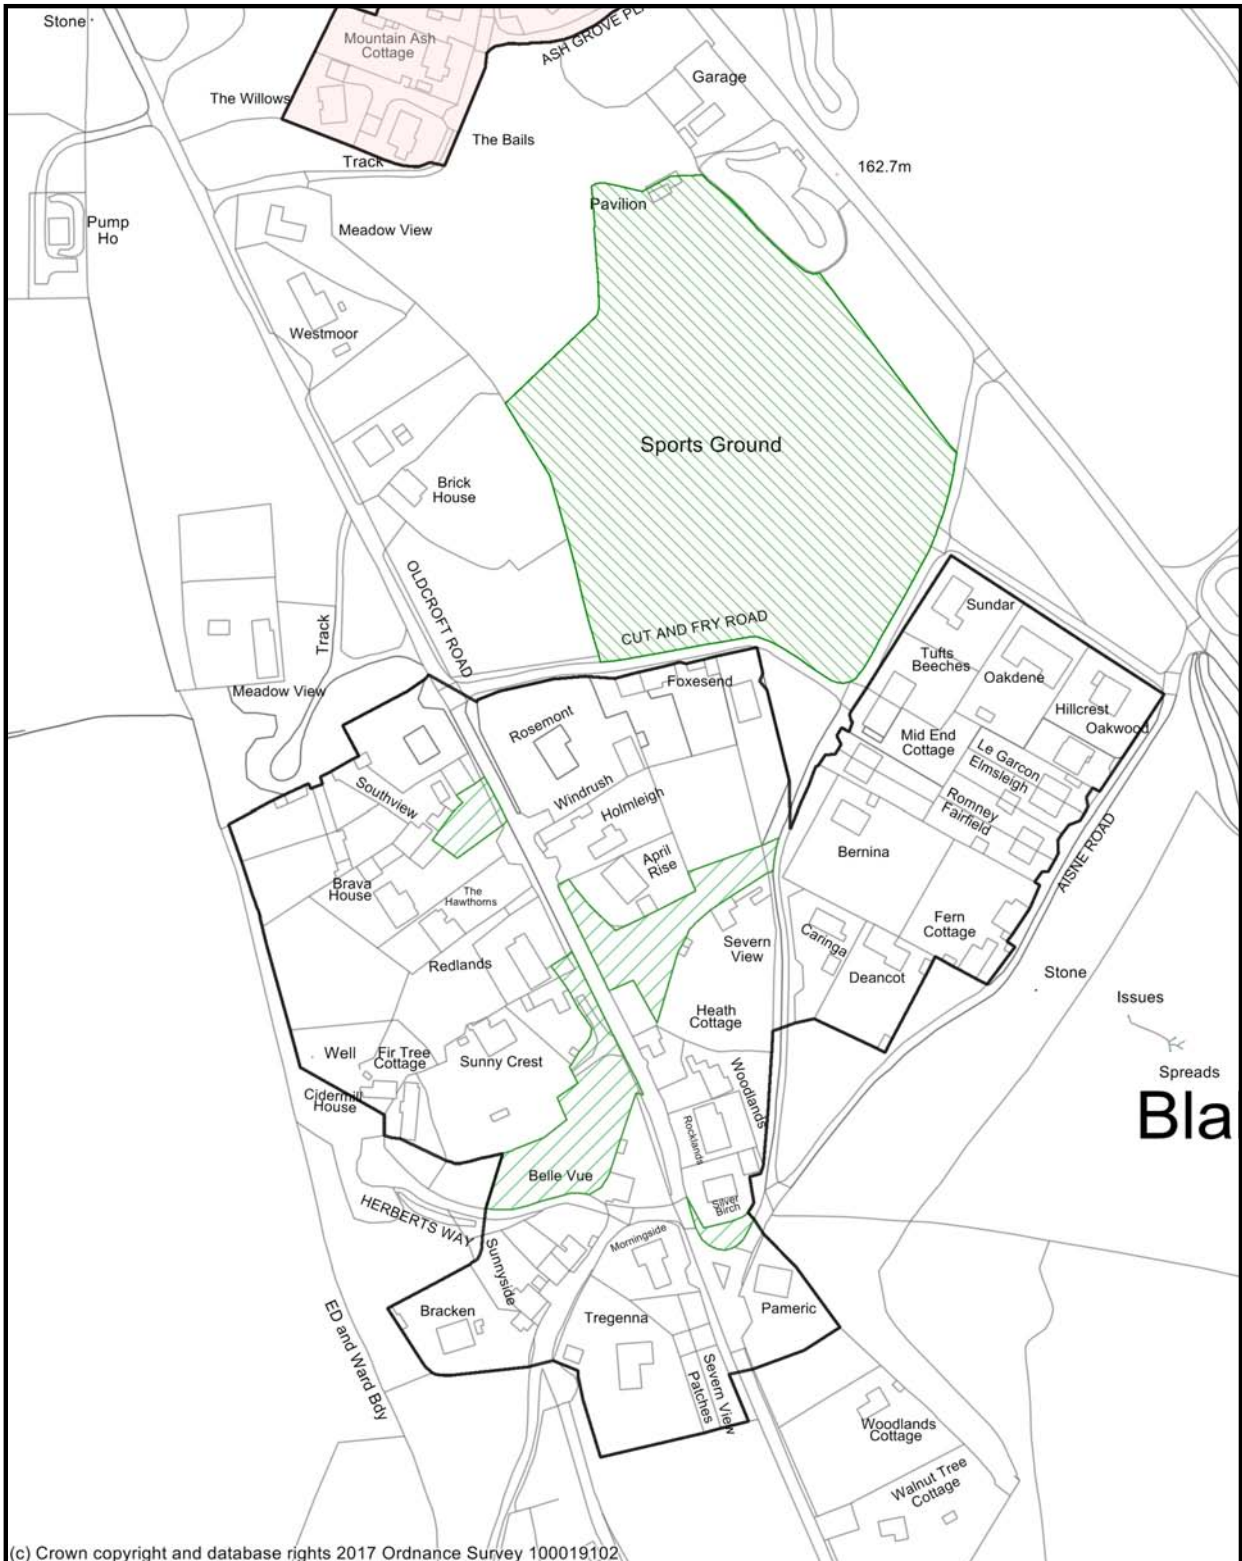 Stone
Mountain Ash
Cottage
ASH GROVE PL
Garage
The Willows
The Bails
Track
162.7m
Pavilion
Pump
Ho
Meadow View
Westmoor
Sports Ground
Brick
House
OLDCROFT ROAD
CUT AND FRY ROAD
Track
Sundar
Tufts
Beeches
Oakdene
Meadow View
Foxesend
Hillcrest
Oakwood
Rosemont
Mid End
Cottage
Le Garcon
Elmsleigh
Southview
Windrush
Holmleigh
Romney
Fairfield
April
Rise
Bernina
AISNE ROAD
Brava
House
The
Hawthorns
Fern
Cottage
Redlands
Severn
View
Caringa
Deancot
Stone
Issues
Heath
Cottage
Well
Fir Tree
Cottage
Sunny Crest
Spreads
Cidermill
House
Woodlands
Rocklands
Bla
Belle Vue
Silver
Birch
HERBERTS WAY
Sunnyside
Morningside
Bracken
Tregenna
Pameric
ED and Ward Bdy
Severn View
Patches
Woodlands
Cottage
Walnut Tree
Cottage
(c) Crown copyright and database rights 2017 Ordnance Survey 100019102